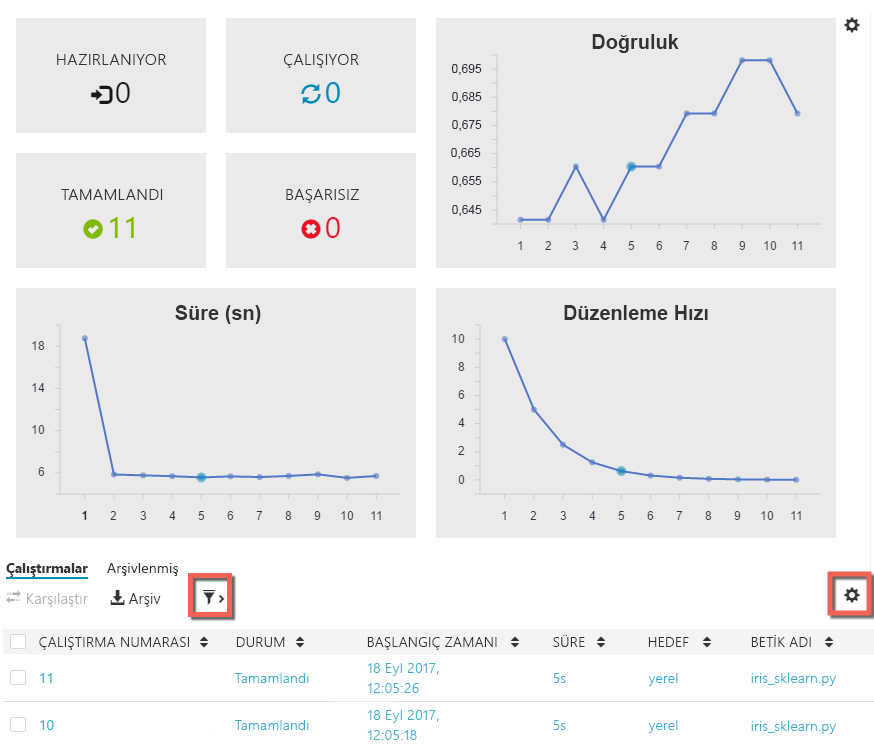 HAZIRLANIYOR
0
ÇALIŞIYOR
0
TAMAMLANDI
11
BAŞARISIZ
0
Doğruluk
0,695
0,685
0,675
0,665
0,655
0,645
1 2 3 4 5 6 7 8 9 10 11
Süre (sn)
18
14
10
6
1 2 3 4 5 6 7 8 9 10 11
Düzenleme Hızı
10
8
6
4
2
0
1 2 3 4 5 6 7 8 9 10 11
Çalıştırmalar Arşivlenmiş
Karşılaştır Arşiv
ÇALIŞTIRMA NUMARASI DURUM BAŞLANGIÇ ZAMANI SÜRE HEDEF BETİK ADI
11 Tamamlandı 18 Eyl 2017, 5s yerel iris_sklearn.py
12:05:26
10 Tamamlandı 18 Eyl 2017, 5s yerel iris_sklearn.py
12:05:18